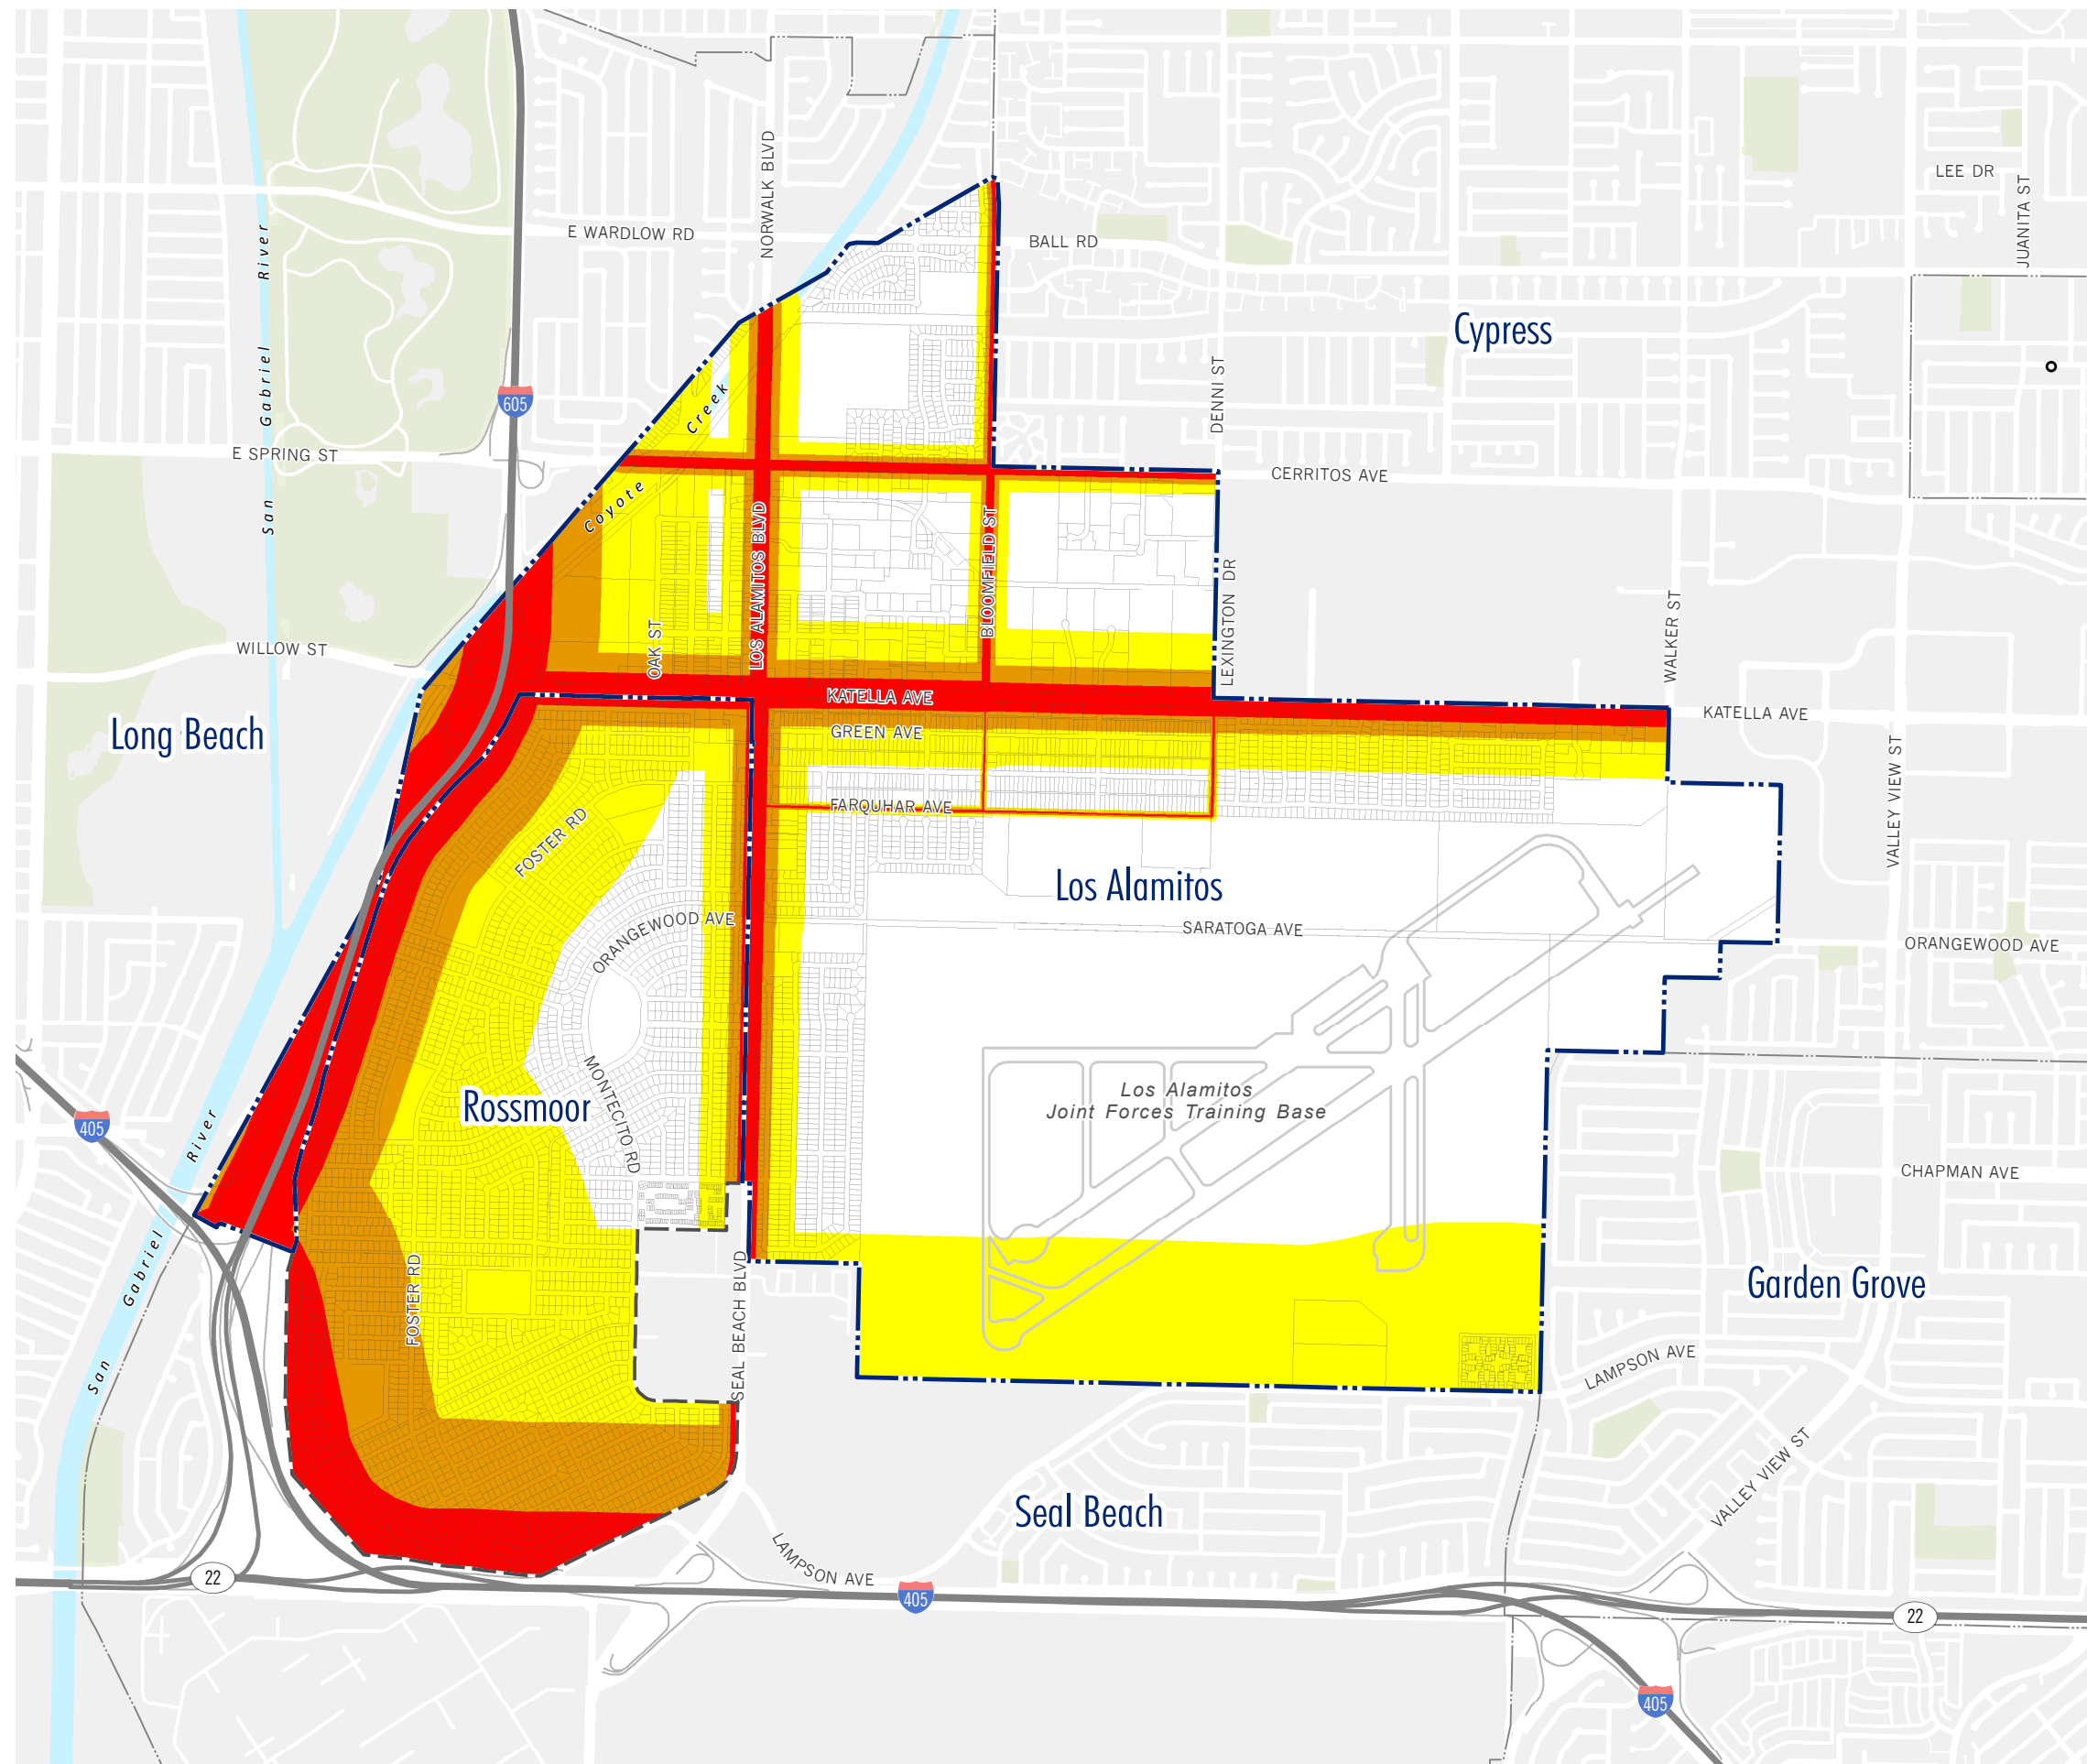 LEE DR
JUANITA ST
NORWALK BLVD
E WARDLOW RD
BALL RD
San Gabriel River
Cypress
DENNI ST
605
Coyote Creek
E SPRING ST
CERRITOS AVE
LOS ALAMITOS BLVD
BLOOMFIELD ST
LEXINGTON DR
WALKER ST
OAK ST
WILLOW ST
KATELLA AVE
KATELLA AVE
Long Beach
GREEN AVE
VALLEY VIEW ST
FARQUHAR AVE
FOSTER RD
Los Alamitos
ORANGEWOOD AVE
SARATOGA AVE
ORANGEWOOD AVE
Los Alamitos
Joint Forces Training Base
MONTECITO RD
Rossmoor
405
San Gabriel River
CHAPMAN AVE
Garden Grove
FOSTER RD
SEAL BEACH BLVD
LAMPSON AVE
VALLEY VIEW ST
Seal Beach
LAMPSON AVE
22
405
22
405